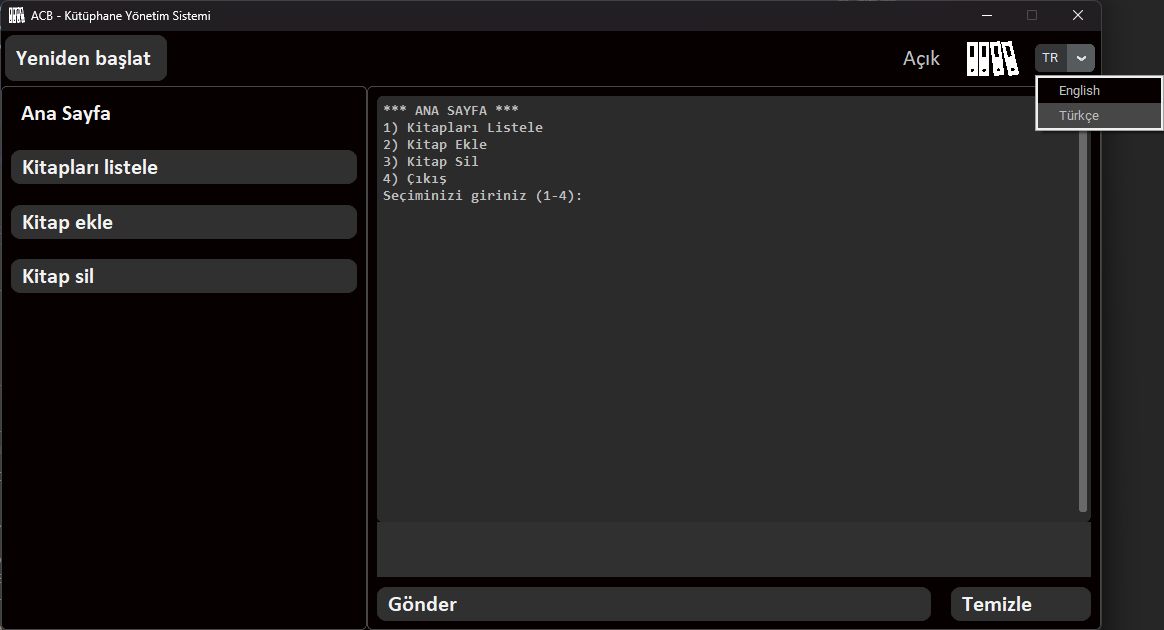 ACB - Kütüphane Yönetim Sistemi
Yeniden başlat
Açık
TR
English
Türkçe
Ana Sayfa
Kitapları listele
Kitap ekle
Kitap sil
*** ANA SAYFA ***
1) Kitapları Listele
2) Kitap Ekle
3) Kitap Sil
4) Çıkış
Seçiminizi giriniz (1-4):
Gönder
Temizle